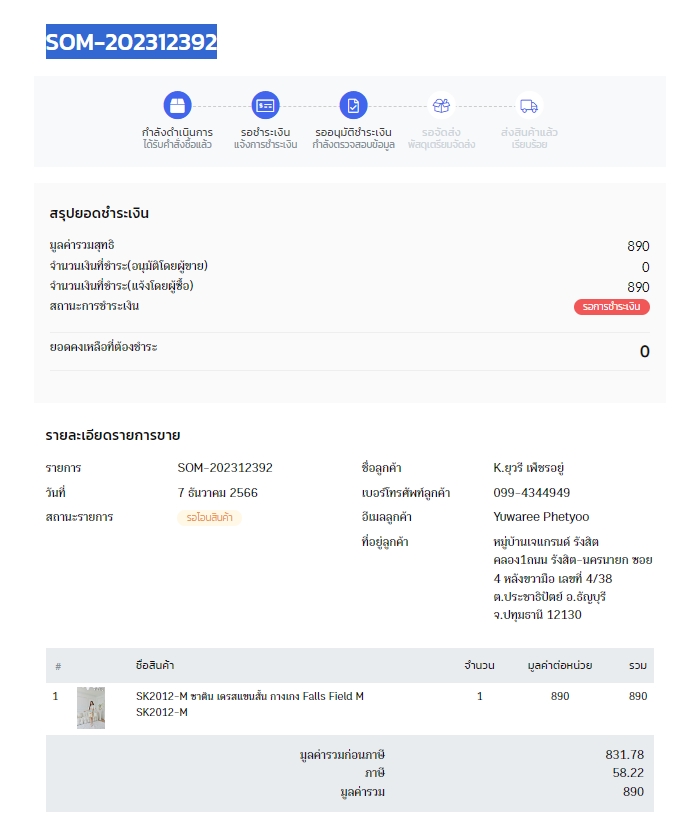 SOM-202312392
กำลังดำเนินการ
ได้รับคำสั่งซื้อแล้ว
รอชำระเงิน
แจ้งการชำระเงิน
รออนุมัติชำระเงิน
กำลังตรวจสอบข้อมูล
รอจัดส่ง
พัสดุเตรียมจัดส่ง
ส่งสินค้าแล้ว
เรียบร้อย
สรุปยอดชำระเงิน
มูลค่ารวมสุทธิ 890
จำนวนเงินที่ชำระ(อนุมัติโดยผู้ขาย) 0
จำนวนเงินที่ชำระ(แจ้งโดยผู้ซื้อ) 890
สถานะการชำระเงิน รอการชำระเงิน
ยอดคงเหลือที่ต้องชำระ 0
รายละเอียดรายการขาย
รายการ SOM-202312392
วันที่ 7 ธันวาคม 2566
สถานะรายการ รอโอนสินค้า
ชื่อลูกค้า K.ยุวรี เพ็ชรอยู่
เบอร์โทรศัพท์ลูกค้า 099-4344949
อีเมลลูกค้า Yuwaree Phetyoo
ที่อยู่ลูกค้า หมู่บ้านเจแกรนด์ รังสิต
คลอง1ถนน รังสิต-นครนายก ซอย
4 หลังขวามือ เลขที่ 4/38
ต.ประชาธิปัตย์ อ.ธัญบุรี
จ.ปทุมธานี 12130
# ชื่อสินค้า จำนวน มูลค่าต่อหน่วย รวม
1 SK2012-M ซาติน เดรสแขนสั้น กางเกง Falls Field M 1 890 890
SK2012-M
มูลค่ารวมก่อนภาษี 831.78
ภาษี 58.22
มูลค่ารวม 890